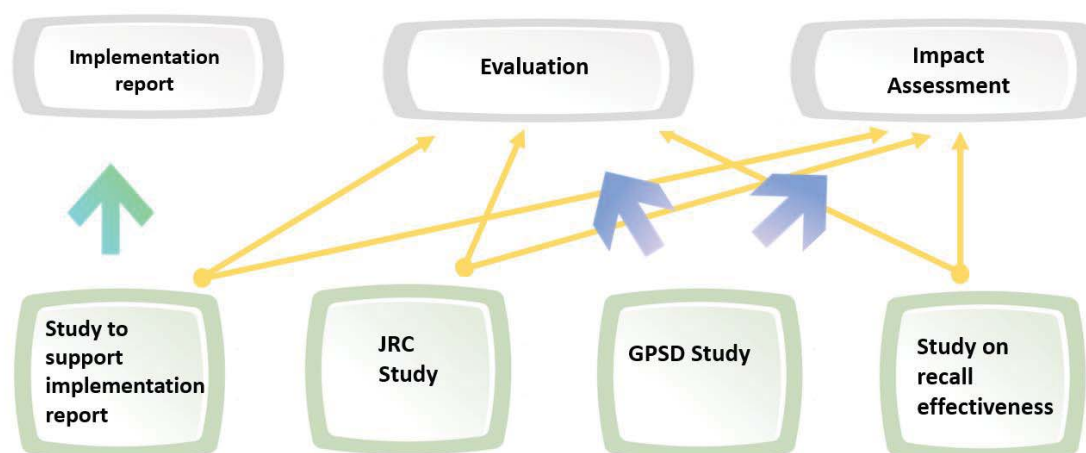 Implementation
report
Evaluation
Impact
Assessment
Study to
support
implementation
report
JRC
Study
GPSD Study
Study on
recall
effectiveness